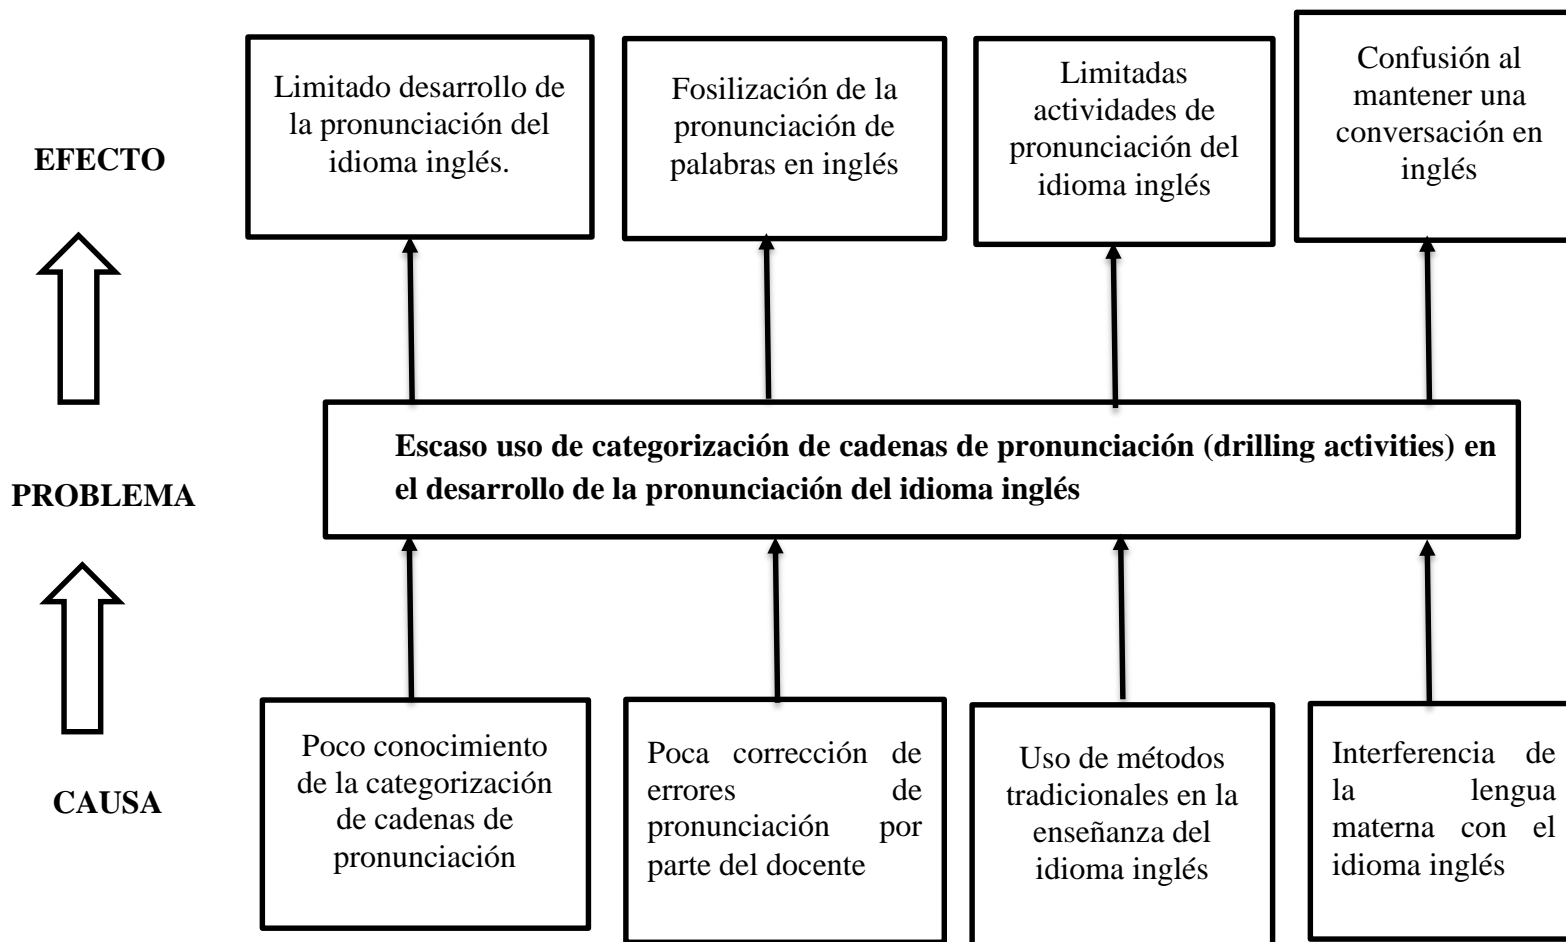 Limitado desarrollo de
la pronunciación del
idioma inglés.
Fosilización de la
pronunciación de
palabras en inglés
Limitadas
actividades de
pronunciación del
idioma inglés
Confusión al
mantener una
conversación en
inglés
EFECTO
Escaso uso de categorización de cadenas de pronunciación (drilling activities) en
el desarrollo de la pronunciación del idioma inglés
PROBLEMA
Poco conocimiento
de la categorización
de cadenas de
pronunciación
Poca corrección de
errores de
pronunciación por
parte del docente
Uso de métodos
tradicionales en la
enseñanza del
idioma inglés
Interferencia de
la lengua
materna con el
idioma inglés
CAUSA